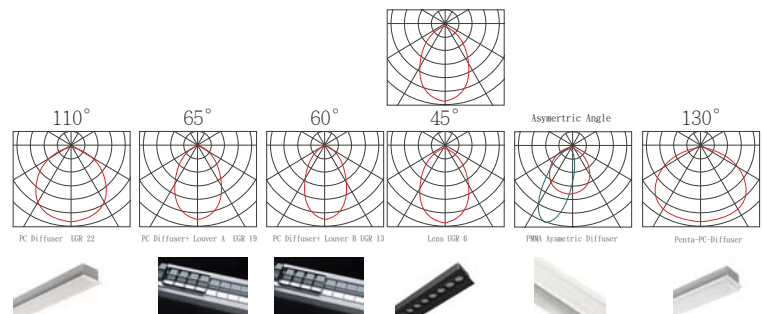 110°
65°
60°
45°
Asymertric Angle
130°
PC Diffuser UGR 22
PC Diffuser+ Louver A UGR 19
PC Diffuser+ Louver B UGR 13
Lens UGR 6
PMMA Aysmetric Diffuser
Penta-PC-Diffuser